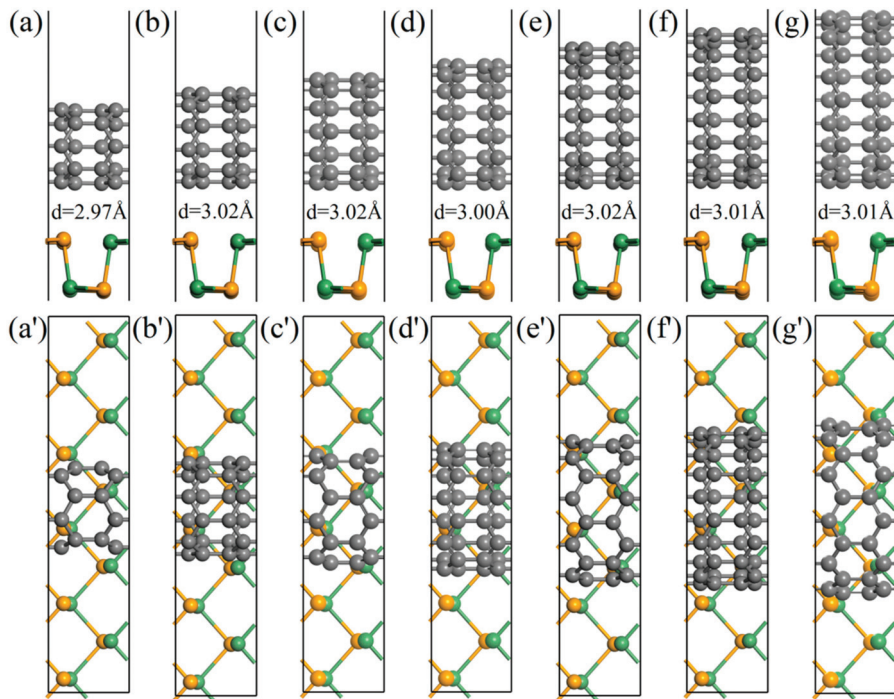 (a) (b) (c) (d) (e) (f) (g)
d=2.97Å d=3.02Å d=3.02Å d=3.00Å d=3.02Å d=3.01Å d=3.01Å
(a') (b') (c') (d') (e') (f') (g')